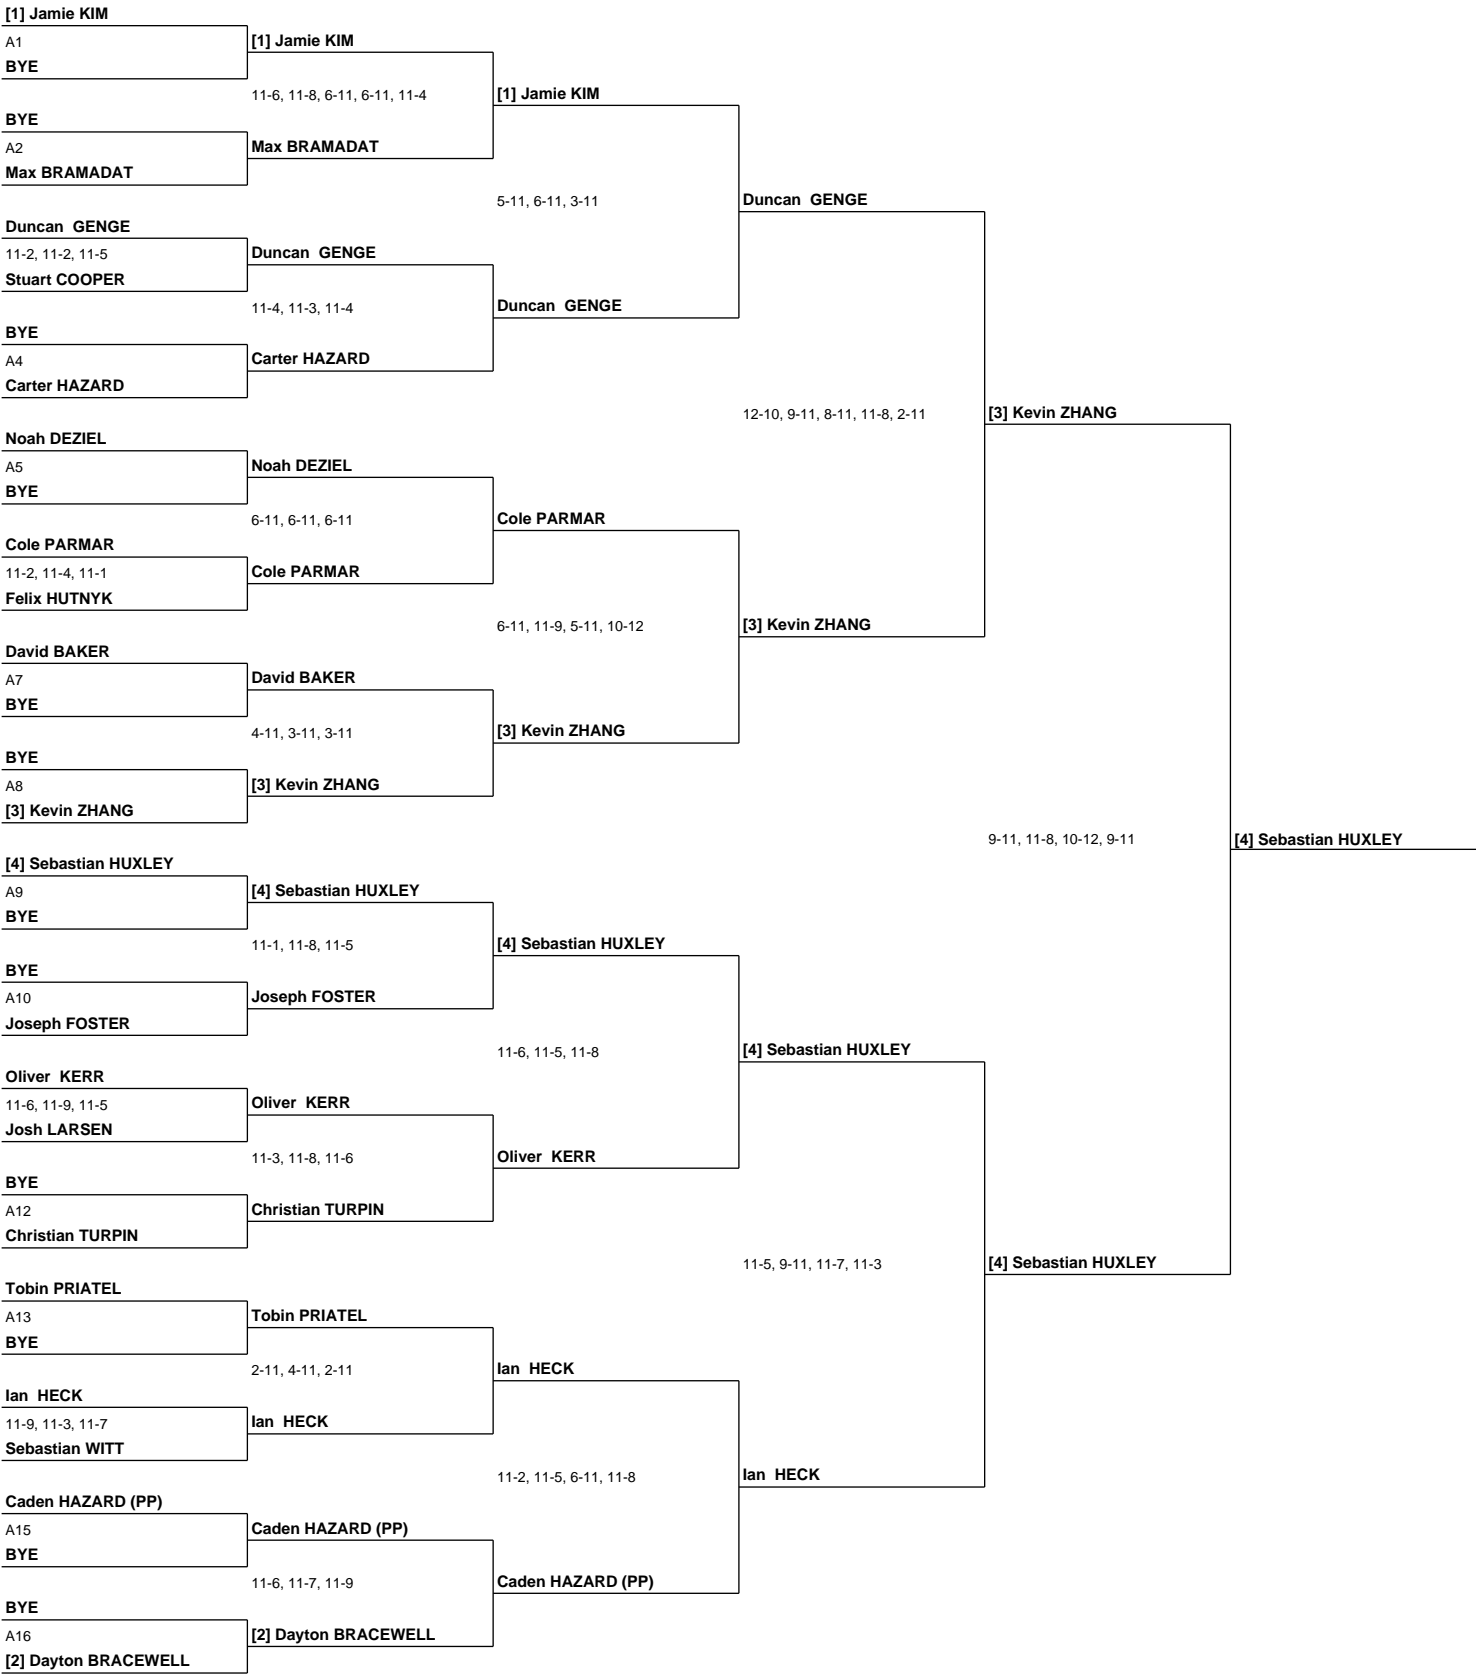 [1] Jamie KIM
A1
BYE
BYE
A2
Max BRAMADAT
Duncan  GENGE
11-2, 11-2, 11-5
Stuart COOPER
BYE
A4
Carter HAZARD
Noah DEZIEL
A5
BYE
Cole PARMAR
11-2, 11-4, 11-1
Felix HUTNYK
David BAKER
A7
BYE
BYE
A8
[3] Kevin ZHANG
[4] Sebastian HUXLEY
A9
BYE
BYE
A10
Joseph FOSTER
Oliver  KERR
11-6, 11-9, 11-5
Josh LARSEN
BYE
A12
Christian TURPIN
Tobin PRIATEL
A13
BYE
Ian  HECK
11-9, 11-3, 11-7
Sebastian WITT
Caden HAZARD (PP)
A15
BYE
BYE
A16
[2] Dayton BRACEWELL
[1] Jamie KIM
11-6, 11-8, 6-11, 6-11, 11-4
Max BRAMADAT
Duncan  GENGE
11-4, 11-3, 11-4
Carter HAZARD
Noah DEZIEL
6-11, 6-11, 6-11
Cole PARMAR
David BAKER
4-11, 3-11, 3-11
[3] Kevin ZHANG
[4] Sebastian HUXLEY
11-1, 11-8, 11-5
Joseph FOSTER
Oliver  KERR
11-3, 11-8, 11-6
Christian TURPIN
Tobin PRIATEL
2-11, 4-11, 2-11
Ian  HECK
Caden HAZARD (PP)
11-6, 11-7, 11-9
[2] Dayton BRACEWELL
[1] Jamie KIM
5-11, 6-11, 3-11
Duncan  GENGE
Cole PARMAR
6-11, 11-9, 5-11, 10-12
[3] Kevin ZHANG
[4] Sebastian HUXLEY
11-6, 11-5, 11-8
Oliver  KERR
Ian  HECK
11-2, 11-5, 6-11, 11-8
Caden HAZARD (PP)
Duncan  GENGE
12-10, 9-11, 8-11, 11-8, 2-11
[3] Kevin ZHANG
[4] Sebastian HUXLEY
11-5, 9-11, 11-7, 11-3
Ian  HECK
[3] Kevin ZHANG
9-11, 11-8, 10-12, 9-11
[4] Sebastian HUXLEY
[4] Sebastian HUXLEY